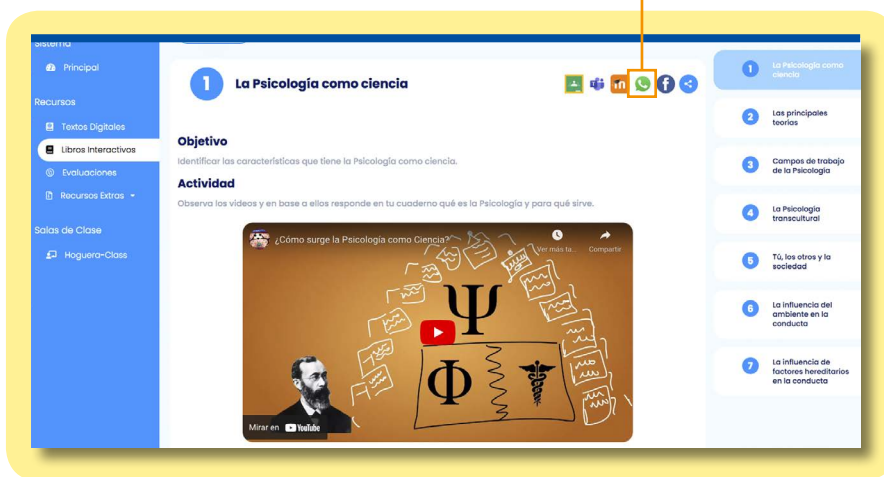 Sistema
Principal
Recursos
Textos Digitales
Libros Interactivos
Evaluaciones
Recursos Extras
Salas de Clase
Hoguera-Class
1 La Psicología como ciencia
Objetivo
Identificar las características que tiene la Psicología como ciencia.
Actividad
Observa los videos y en base a ellos responde en tu cuaderno qué es la Psicología y para qué sirve.
¿Cómo surge la Psicología como Ciencia?
Ver más ta...
Compartir
Ψ
Φ
Mirar en YouTube
1 La Psicología como
ciencia
2 Las principales
teorías
3 Campos de trabajo
de la Psicología
4 La Psicología
transcultural
5 Tú, los otros y la
sociedad
6 La influencia del
ambiente en la
conducta
7 La influencia de
factores hereditarios
en la conducta